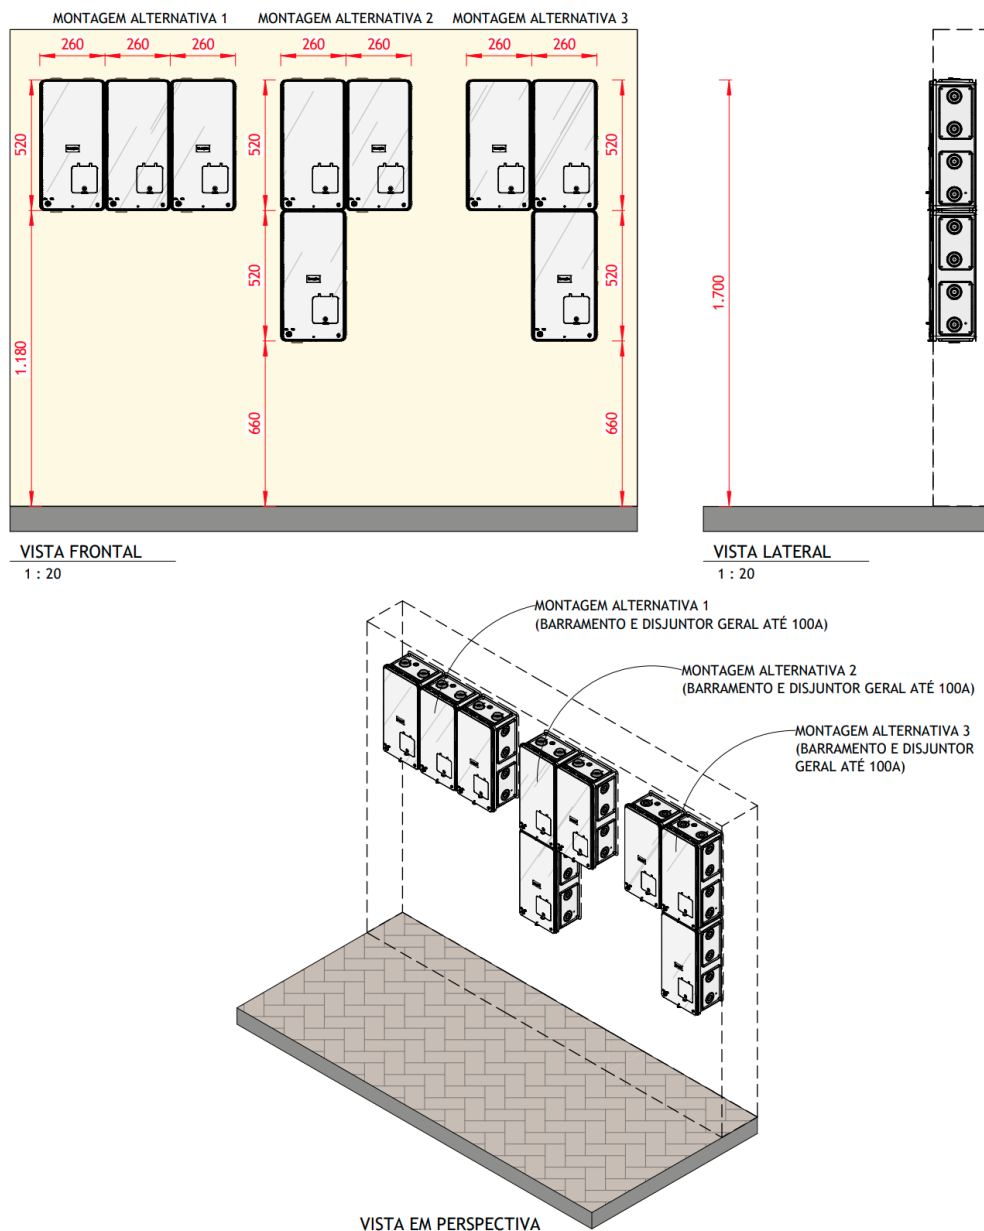 MONTAGEM ALTERNATIVA 1
MONTAGEM ALTERNATIVA 2
MONTAGEM ALTERNATIVA 3
260
260
260
260
260
260
260
520
520
520
520
520
1.180
660
660
1.700
VISTA FRONTAL
1 : 20
VISTA LATERAL
1 : 20
MONTAGEM ALTERNATIVA 1
(BARRAMENTO E DISJUNTOR GERAL ATÉ 100A)
MONTAGEM ALTERNATIVA 2
(BARRAMENTO E DISJUNTOR GERAL ATÉ 100A)
MONTAGEM ALTERNATIVA 3
(BARRAMENTO E DISJUNTOR
GERAL ATÉ 100A)
VISTA EM PERSPECTIVA